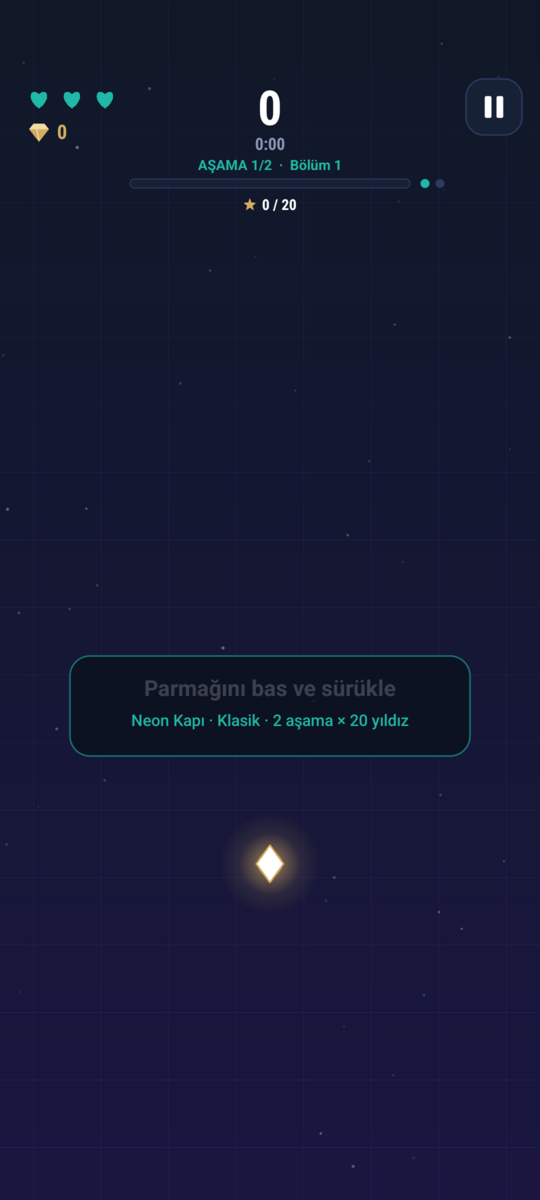 0
0
0:00
AŞAMA 1/2 · Bölüm 1
0 / 20
Parmağını bas ve sürükle
Neon Kapı · Klasik · 2 aşama × 20 yıldız